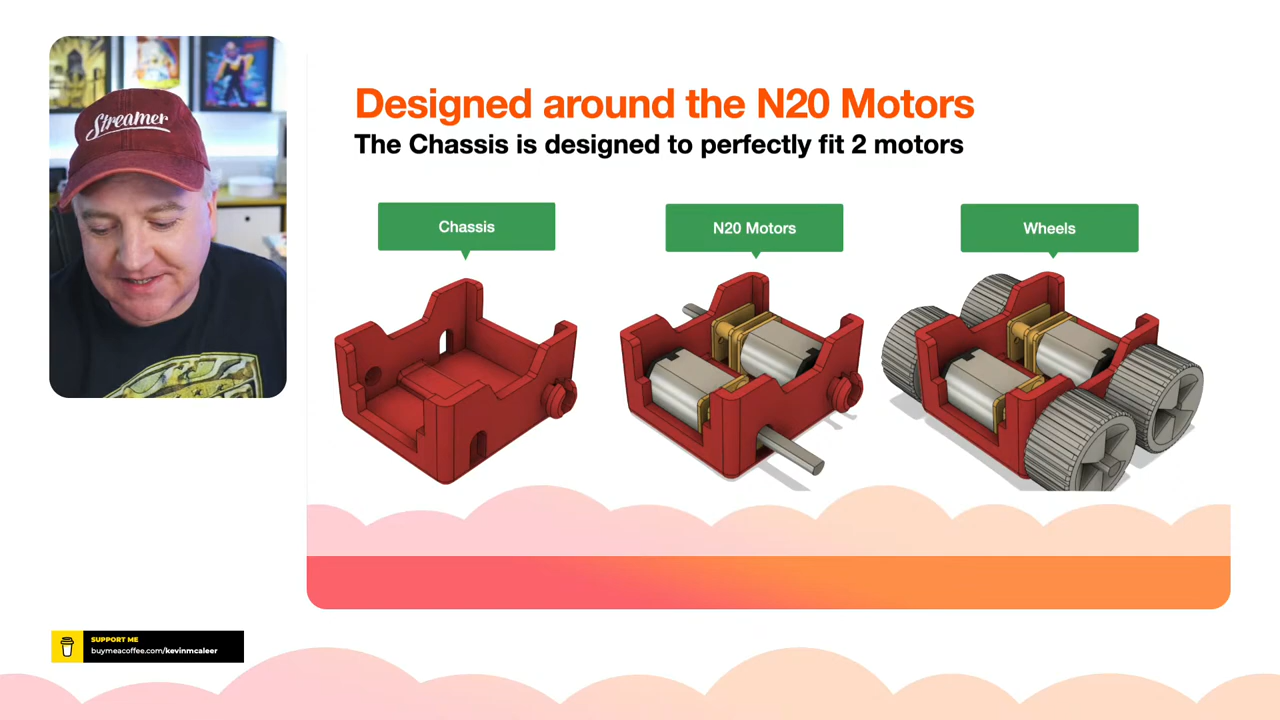 Streamer
Designed around the N20 Motors
The Chassis is designed to perfectly fit 2 motors
Chassis
N20 Motors
Wheels
SUPPORT ME
buymeacoffee.com/kevinmcaleer